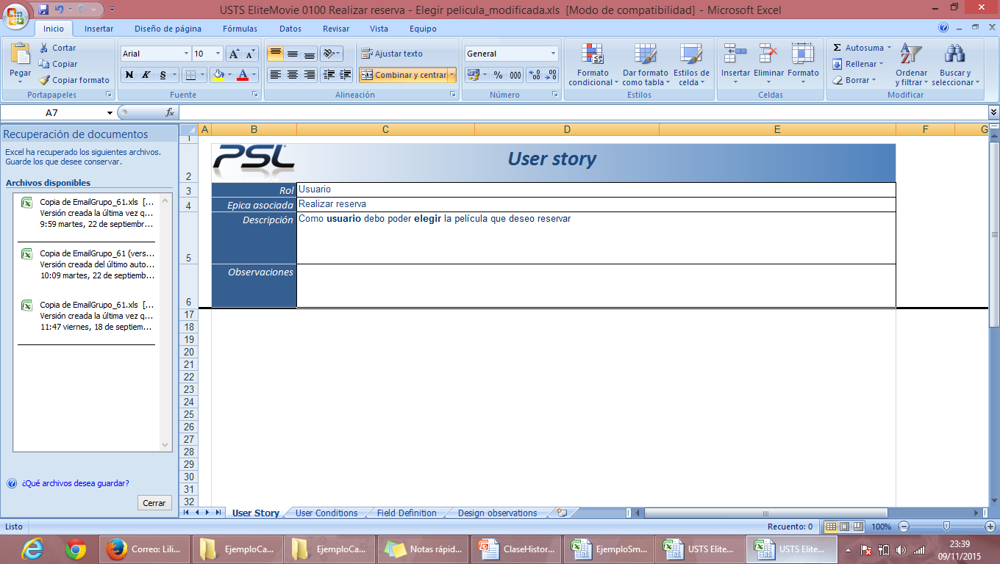 USTS EliteMovie 0100 Realizar reserva - Elegir pelicula_modificada.xls [Modo de compatibilidad] - Microsoft Excel
Inicio Insertar Diseño de página Fórmulas Datos Revisar Vista Equipo
Pegar
Cortar
Copiar
Copiar formato
Portapapeles
Arial 10
N K S
Fuente
Ajustar texto
Combinar y centrar
Alineación
General
% 000
Número
Formato condicional
Dar formato como tabla
Estilos de celda
Estilos
Insertar Eliminar Formato
Celdas
Autosuma
Rellenar
Borrar
Ordenar y filtrar
Buscar y seleccionar
Modificar
A7
fx
Recuperación de documentos
Excel ha recuperado los siguientes archivos.
Guarde los que desee conservar.
Archivos disponibles
Copia de EmailGrupo_61.xls [...
Versión creada la última vez q...
9:59 martes, 22 de septiembr...
Copia de EmailGrupo_61 (vers...
Versión creada del último auto...
10:09 martes, 22 de septiemb...
Copia de EmailGrupo_61.xls [...
Versión creada la última vez q...
11:47 viernes, 18 de septiem...
¿Qué archivos desea guardar?
Cerrar
A B C D E F G
1
2
PSL User story
3 Rol Usuario
4 Epica asociada Realizar reserva
5 Descripción Como usuario debo poder elegir la película que deseo reservar
6 Observaciones
17
18
19
20
21
22
23
24
25
26
27
28
29
30
31
32
User Story User Conditions Field Definition Design observations
Listo
Recuento: 0
100%
Correo: Lili...
EjemploCa...
EjemploCa...
Notas rápid...
ClaseHistor...
EjemploSm...
USTS Elite...
USTS Elite...
23:39
09/11/2015